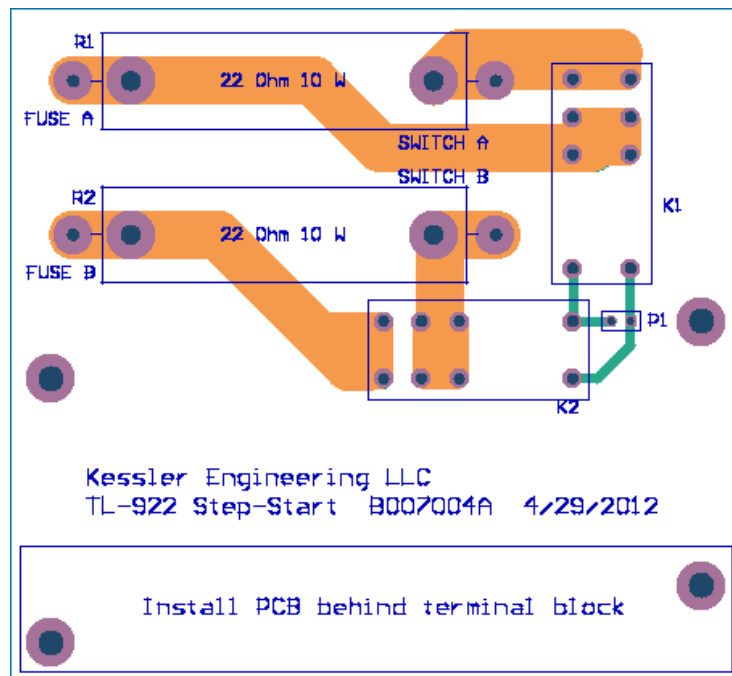 R1
22 Ohm 10 W
FUSE A
SWITCH A
SWITCH B
R2
K1
22 Ohm 10 W
FUSE B
P1
K2
Kessler Engineering LLC
TL-922 Step-Start B007004A 4/29/2012
Install PCB behind terminal block